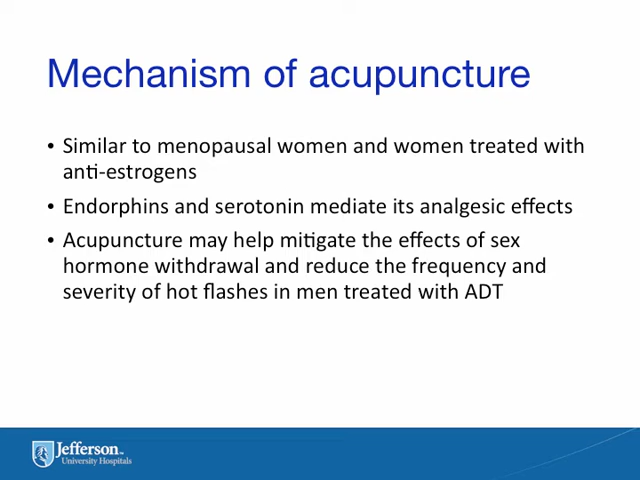 Mechanism of acupuncture
• Similar to menopausal women and women treated with
anti-estrogens
• Endorphins and serotonin mediate its analgesic effects
• Acupuncture may help mitigate the effects of sex
hormone withdrawal and reduce the frequency and
severity of hot flashes in men treated with ADT
Jefferson™
University Hospitals